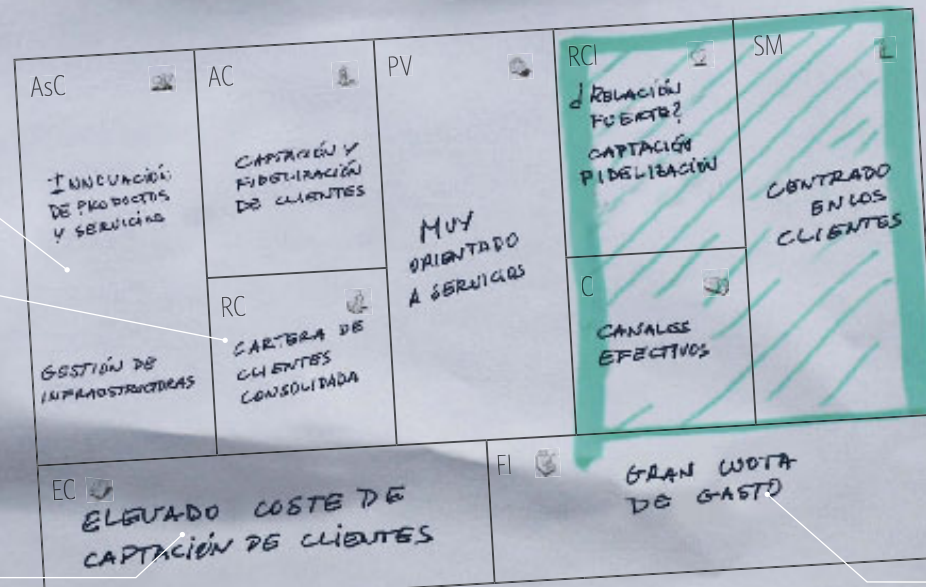 AsC
INNOVACIÓN
DE PRODUCTOS
Y SERVICIOS
GESTIÓN DE
INFRAESTRUCTURAS
AC
CAPTACIÓN Y
FIDELIZACIÓN
DE CLIENTES
RC
CARTERA DE
CLIENTES
CONSOLIDADA
PV
MUY
ORIENTADO
A SERVICIOS
RCl
¿RELACIÓN
FUERTE?
CAPTACIÓN
FIDELIZACIÓN
C
CANALES
EFECTIVOS
SM
CENTRADO
EN LOS
CLIENTES
EC
ELEVADO COSTE DE
CAPTACIÓN DE CLIENTES
FI
GRAN CUOTA
DE GASTO